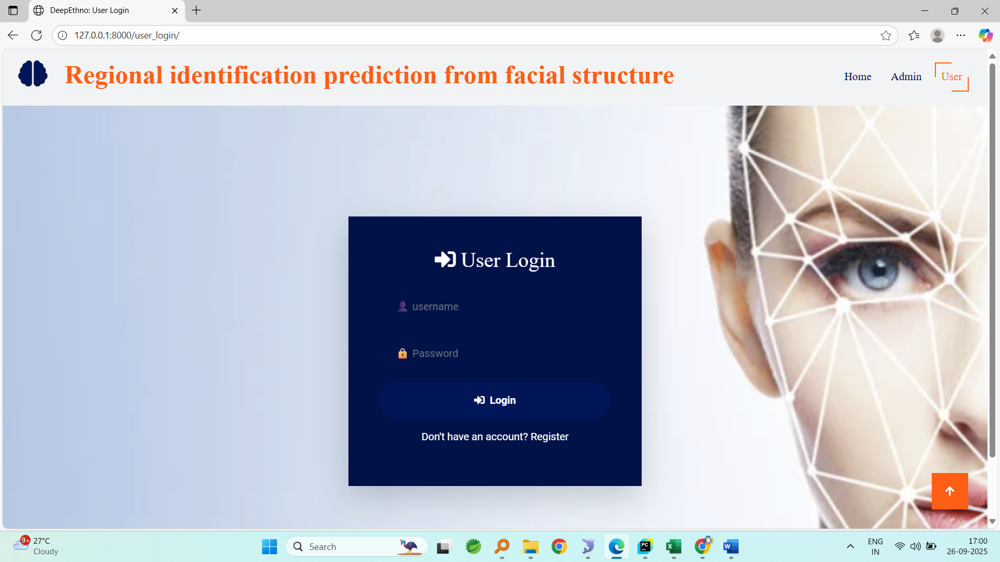 DeepEthno: User Login
127.0.0.1:8000/user_login/
Regional identification prediction from facial structure
Home
Admin
User
User Login
username
Password
Login
Don't have an account? Register
9+
27°C
Cloudy
Search
PC
X
W
ENG
IN
17:00
26-09-2025